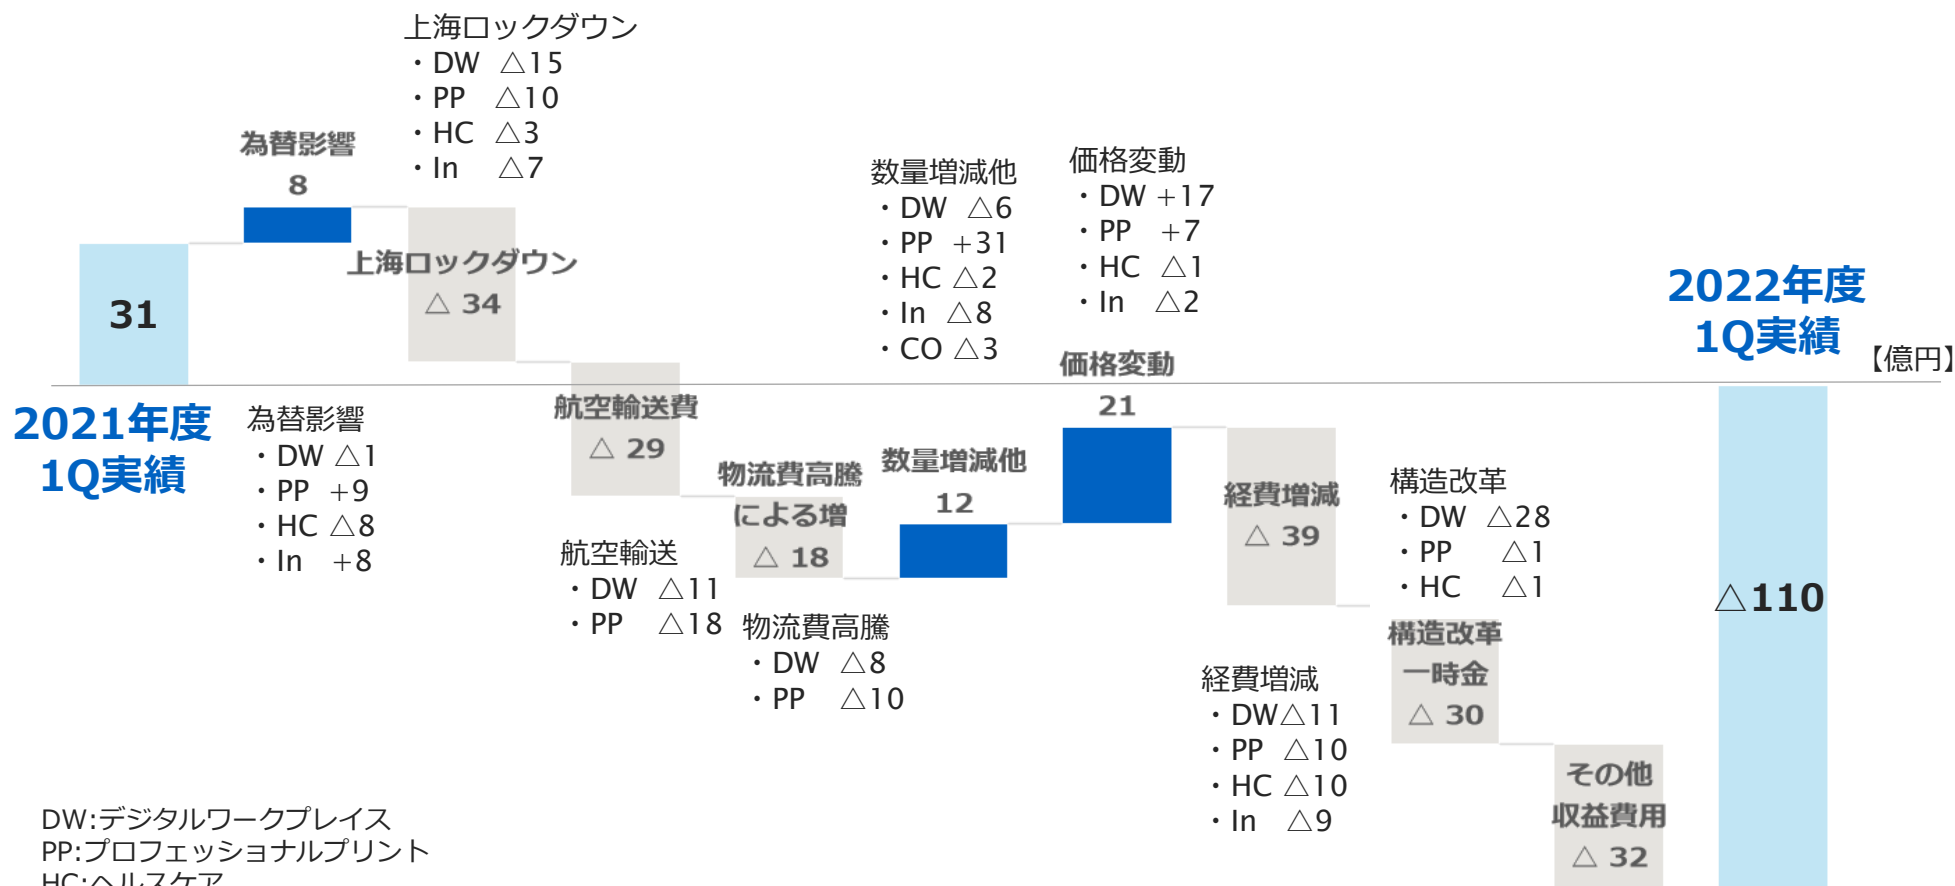 上海ロックダウン
・DW △15
・PP △10
・HC △3
・In △7
為替影響
8
上海ロックダウン
△ 34
31
2021年度
1Q実績
為替影響
・DW △1
・PP +9
・HC △8
・In +8
航空輸送費
△ 29
航空輸送
・DW △11
・PP △18
物流費高騰
による増
△ 18
物流費高騰
・DW △8
・PP △10
数量増減他
・DW △6
・PP +31
・HC △2
・In △8
・CO △3
数量増減他
12
価格変動
・DW +17
・PP +7
・HC △1
・In △2
価格変動
21
経費増減
△ 39
経費増減
・DW△11
・PP △10
・HC △10
・In △9
構造改革
・DW △28
・PP △1
・HC △1
構造改革
一時金
△ 30
その他
収益費用
△ 32
2022年度
1Q実績
【億円】
△110
DW:デジタルワークプレイス
PP:プロフェッショナルプリント
HC:ヘルスケア